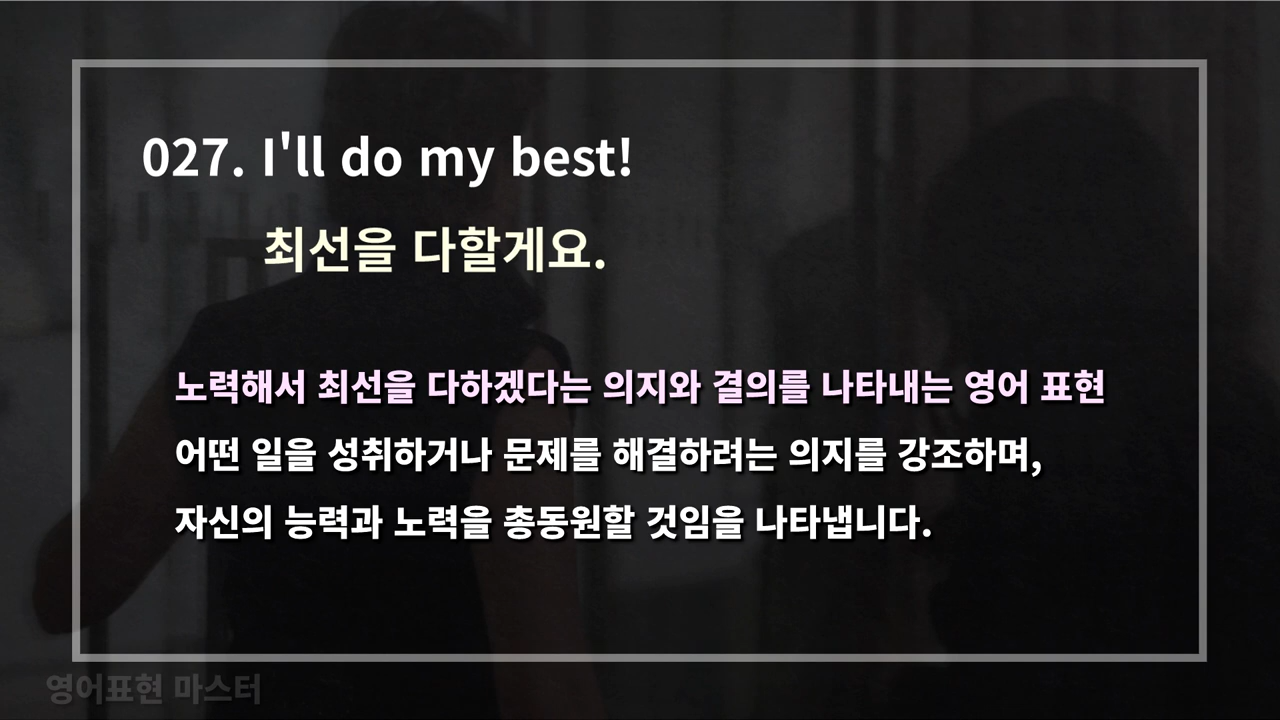 027. I'll do my best!
최선을 다할게요.
노력해서 최선을 다하겠다는 의지와 결의를 나타내는 영어 표현
어떤 일을 성취하거나 문제를 해결하려는 의지를 강조하며,
자신의 능력과 노력을 총동원할 것임을 나타냅니다.
영어표현 마스터